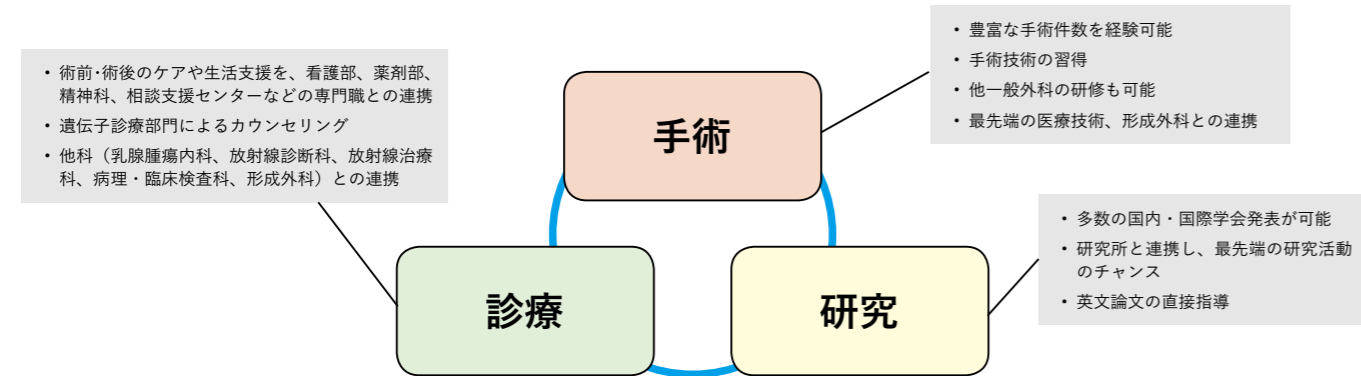 • 術前･術後のケアや生活支援を、看護部、薬剤部、
精神科、相談支援センターなどの専門職との連携
• 遺伝子診療部門によるカウンセリング
• 他科（乳腺腫瘍内科、放射線診断科、放射線治療
科、病理・臨床検査科、形成外科）との連携
手術
• 豊富な手術件数を経験可能
• 手術技術の習得
• 他一般外科の研修も可能
• 最先端の医療技術、形成外科との連携
診療
研究
• 多数の国内・国際学会発表が可能
• 研究所と連携し、最先端の研究活動
のチャンス
• 英文論文の直接指導